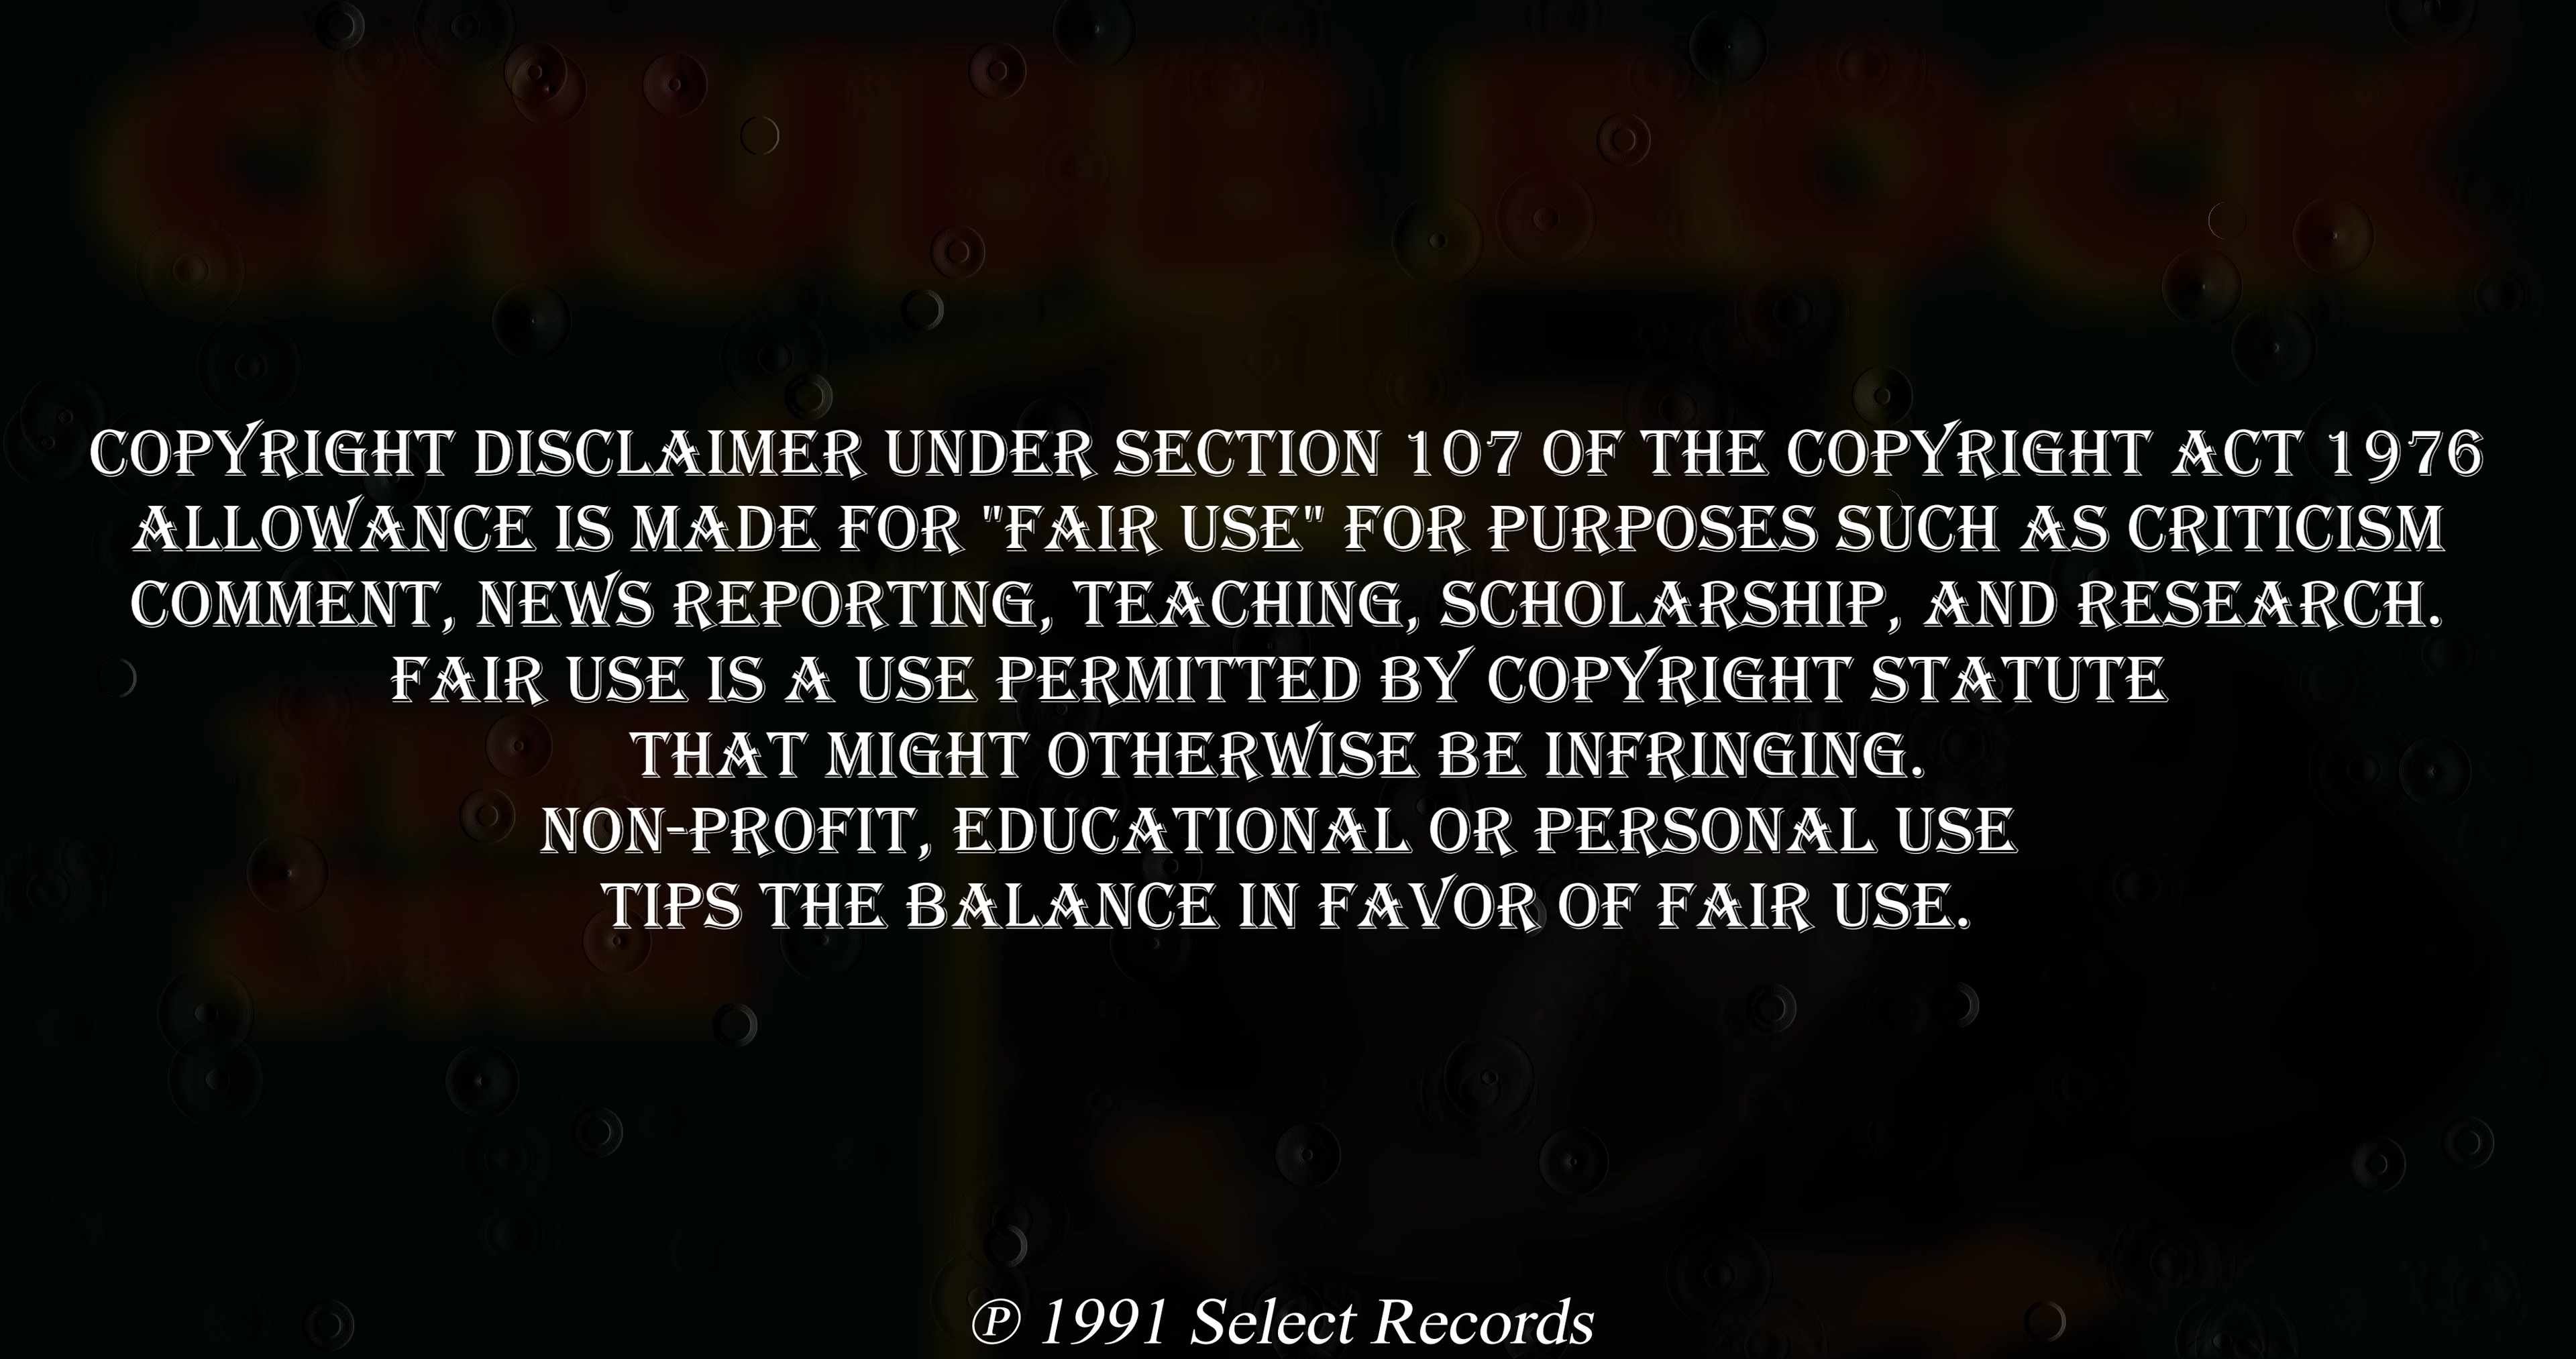 COPYRIGHT DISCLAIMER UNDER SECTION 107 OF THE COPYRIGHT ACT 1976
ALLOWANCE IS MADE FOR "FAIR USE" FOR PURPOSES SUCH AS CRITICISM
COMMENT, NEWS REPORTING, TEACHING, SCHOLARSHIP, AND RESEARCH.
FAIR USE IS A USE PERMITTED BY COPYRIGHT STATUTE
THAT MIGHT OTHERWISE BE INFRINGING.
NON-PROFIT, EDUCATIONAL OR PERSONAL USE
TIPS THE BALANCE IN FAVOR OF FAIR USE.
℗ 1991 Select Records